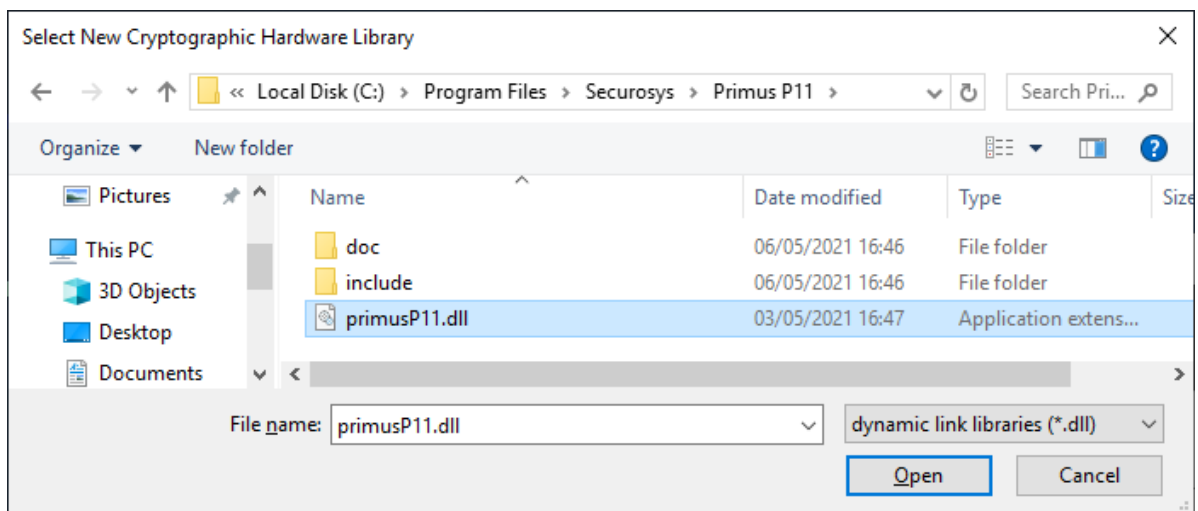 Select New Cryptographic Hardware Library
« Local Disk (C:) > Program Files > Securosys > Primus P11 >
Search Pri...
Organize
New folder
Name
Date modified
Type
Size
Pictures
This PC
3D Objects
Desktop
Documents
doc 06/05/2021 16:46 File folder
include 06/05/2021 16:46 File folder
primusP11.dll 03/05/2021 16:47 Application extens...
File name: primusP11.dll
dynamic link libraries (*.dll)
Open
Cancel